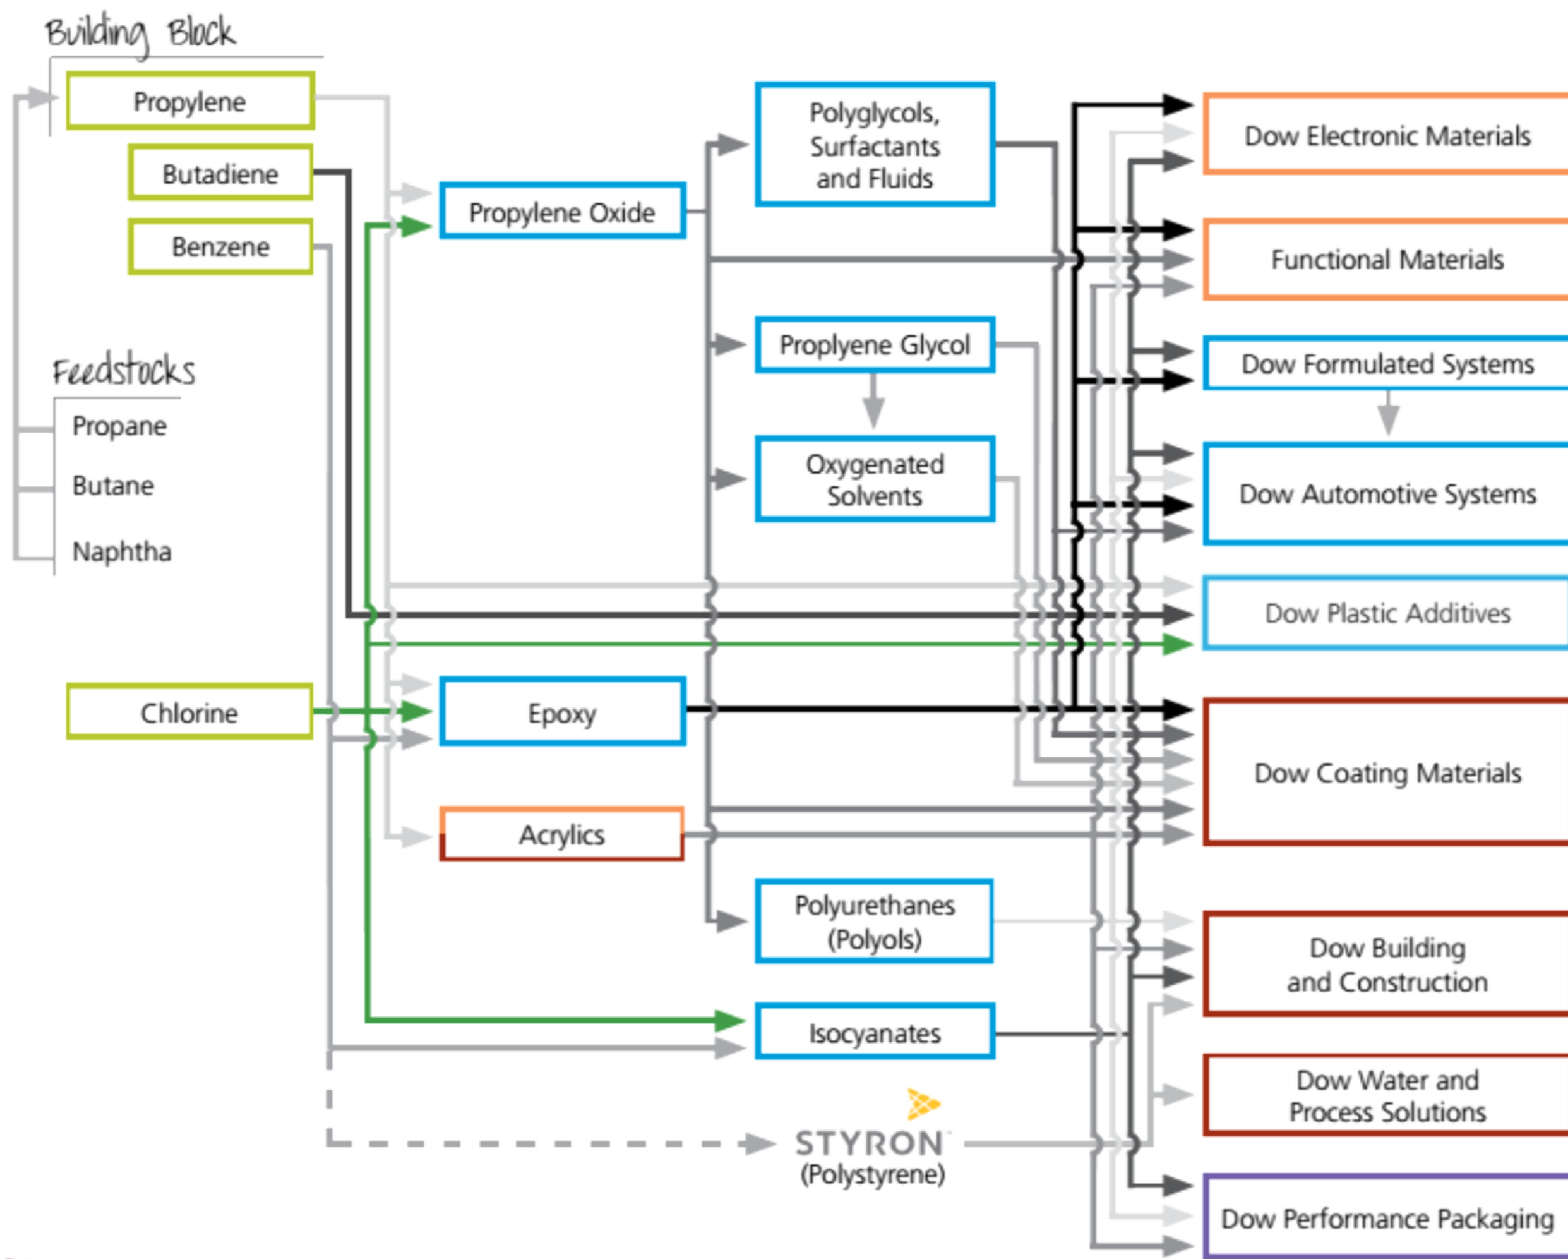 Building Block
Propylene
Butadiene
Benzene
Feedstocks
Propane
Butane
Naphtha
Chlorine
Propylene Oxide
Epoxy
Acrylics
Polyglycols,
Surfactants
and Fluids
Proplyene Glycol
Oxygenated
Solvents
Polyurethanes
(Polyols)
Isocyanates
STYRON
(Polystyrene)
Dow Electronic Materials
Functional Materials
Dow Formulated Systems
Dow Automotive Systems
Dow Plastic Additives
Dow Coating Materials
Dow Building
and Construction
Dow Water and
Process Solutions
Dow Performance Packaging